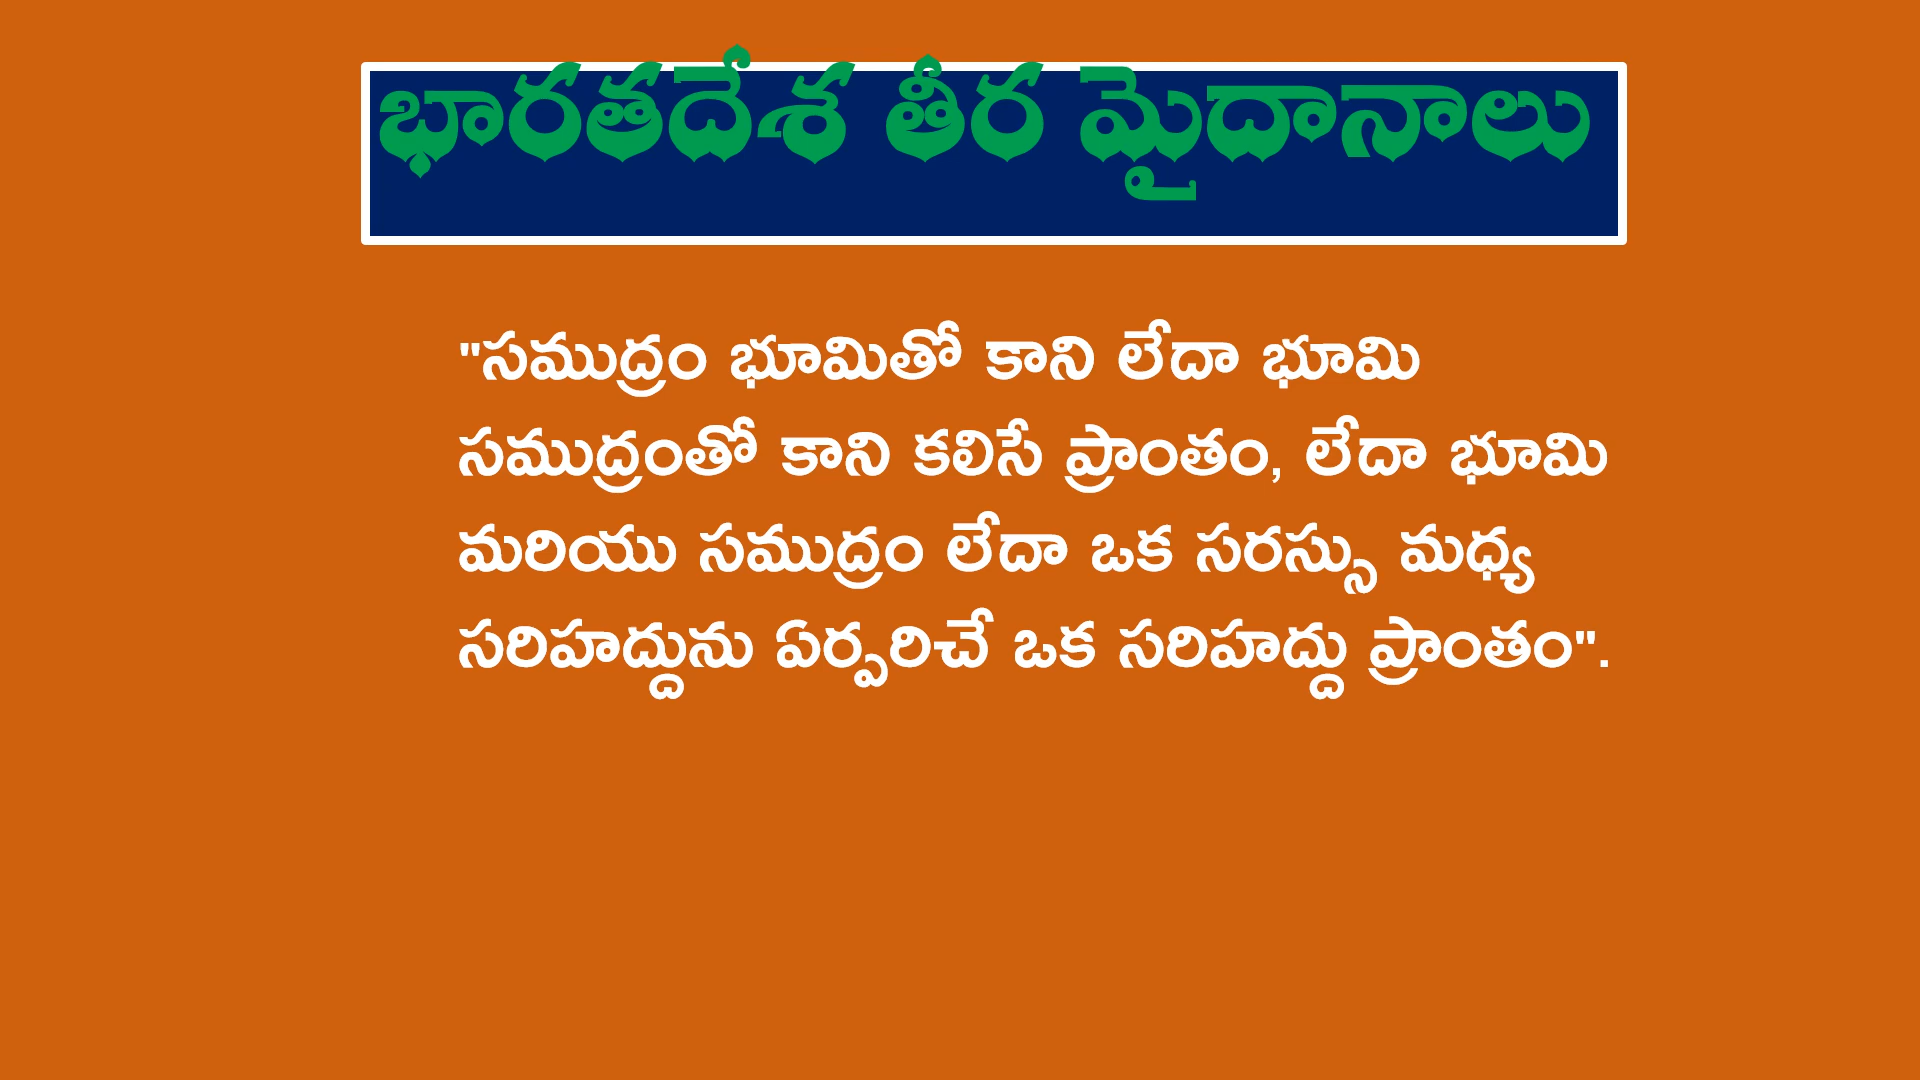 భారతదేశ తీర మైదానాలు
"సముద్రం భూమితో కాని లేదా భూమి
సముద్రంతో కాని కలిసే ప్రాంతం, లేదా భూమి
మరియు సముద్రం లేదా ఒక సరస్సు మధ్య
సరిహద్దును ఏర్పరిచే ఒక సరిహద్దు ప్రాంతం".